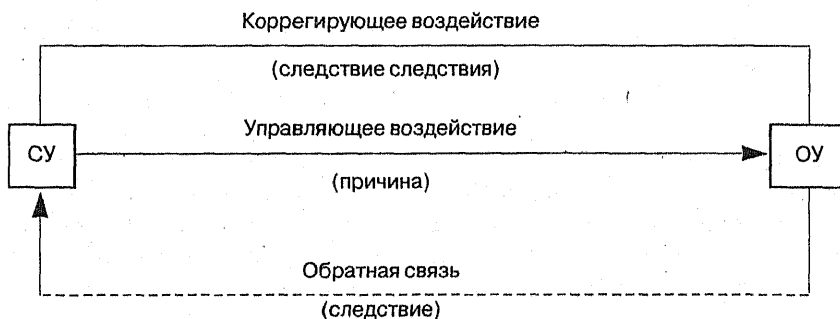 Коррегирующее воздействие
(следствие следствия)
Управляющее воздействие
СУ
ОУ
(причина)
Обратная связь
(следствие)